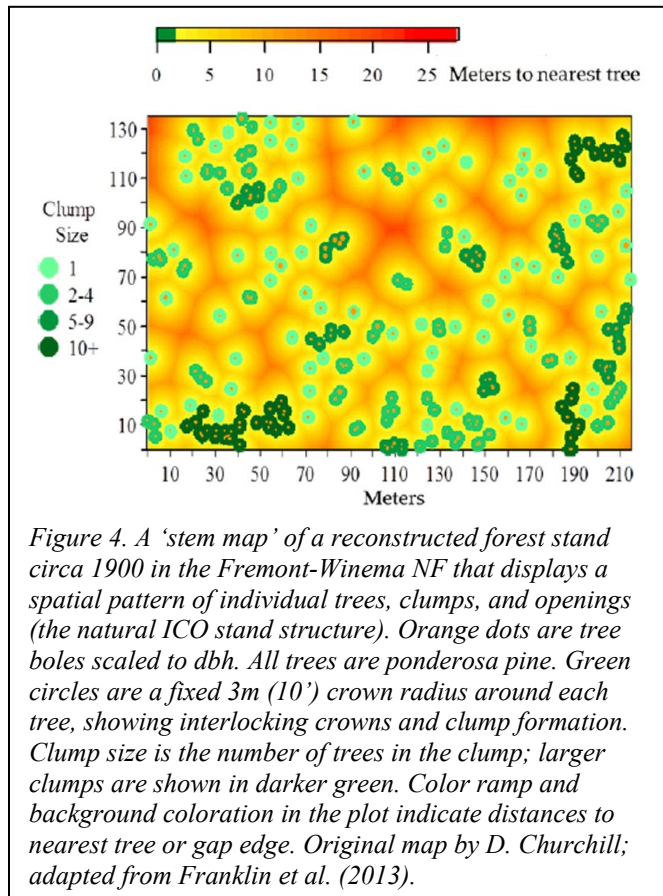 0 5 10 15 20 25 Meters to nearest tree
130
110
90
70
50
30
10
Clump
Size
1
2-4
5-9
10+
10 30 50 70 90 110 130 150 170 190 210
Meters
Figure 4. A ‘stem map’ of a reconstructed forest stand
circa 1900 in the Fremont-Winema NF that displays a
spatial pattern of individual trees, clumps, and openings
(the natural ICO stand structure). Orange dots are tree
boles scaled to dbh. All trees are ponderosa pine. Green
circles are a fixed 3m (10’) crown radius around each
tree, showing interlocking crowns and clump formation.
Clump size is the number of trees in the clump; larger
clumps are shown in darker green. Color ramp and
background coloration in the plot indicate distances to
nearest tree or gap edge. Original map by D. Churchill;
adapted from Franklin et al. (2013).